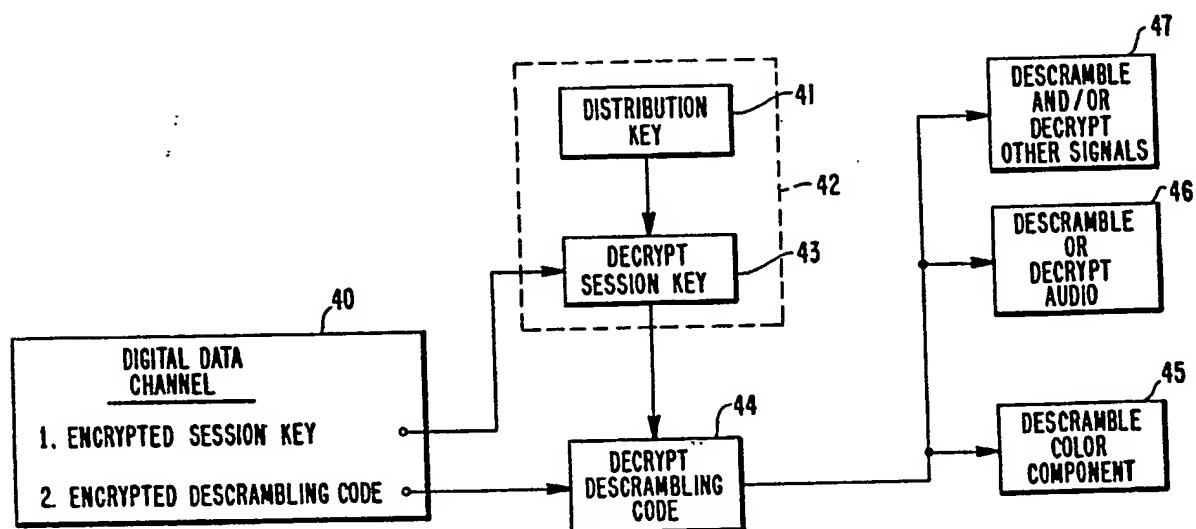 40
DIGITAL DATA
CHANNEL
1. ENCRYPTED SESSION KEY
2. ENCRYPTED DESCRAMBLING CODE
41
DISTRIBUTION
KEY
42
DECRYPT
SESSION KEY
43
44
DECRYPT
DESCRAMBLING
CODE
47
DESCRAMBLE
AND/OR
DECRYPT
OTHER SIGNALS
46
DESCRAMBLE
OR
DECRYPT
AUDIO
45
DESCRAMBLE
COLOR
COMPONENT